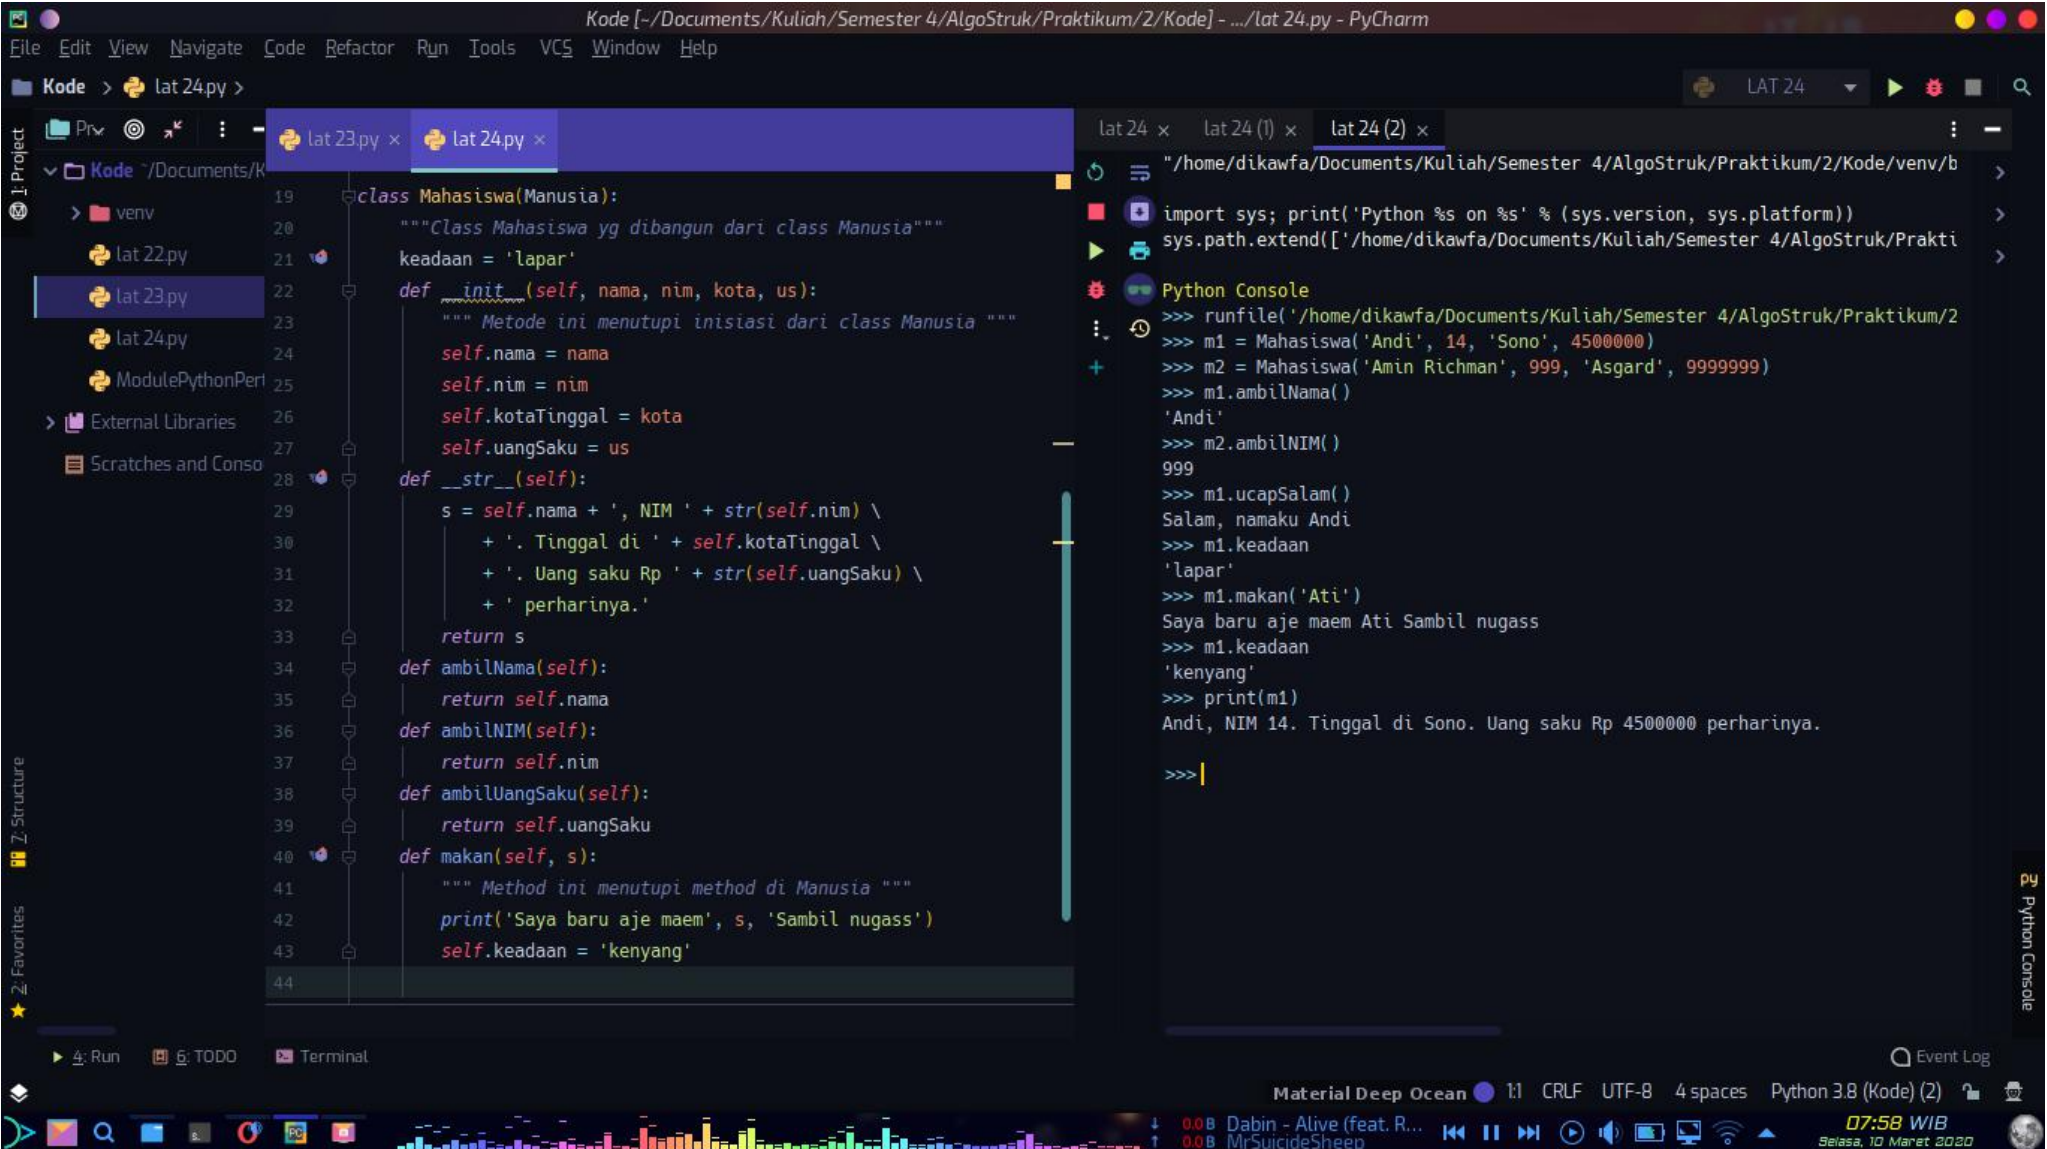 Kode [~/Documents/Kuliah/Semester 4/AlgoStruk/Praktikum/2/Kode] - .../lat 24.py - PyCharm
File Edit View Navigate Code Refactor Run Tools VCS Window Help
Kode > lat 24.py >
LAT 24
1: Project
Pr
Kode ~/Documents/K
venv
lat 22.py
lat 23.py
lat 24.py
ModulePythonPert
External Libraries
Scratches and Conso
7: Structure
2: Favorites
lat 23.py ×
lat 24.py ×
19 class Mahasiswa(Manusia):
20 """Class Mahasiswa yg dibangun dari class Manusia"""
21 keadaan = 'lapar'
22 def __init__(self, nama, nim, kota, us):
23 """ Metode ini menutupi inisiasi dari class Manusia """
24 self.nama = nama
25 self.nim = nim
26 self.kotaTinggal = kota
27 self.uangSaku = us
28 def __str__(self):
29 s = self.nama + ', NIM ' + str(self.nim) \
30 + '. Tinggal di ' + self.kotaTinggal \
31 + '. Uang saku Rp ' + str(self.uangSaku) \
32 + ' perharinya.'
33 return s
34 def ambilNama(self):
35 return self.nama
36 def ambilNIM(self):
37 return self.nim
38 def ambilUangSaku(self):
39 return self.uangSaku
40 def makan(self, s):
41 """ Method ini menutupi method di Manusia """
42 print('Saya baru aje maem', s, 'Sambil nugass')
43 self.keadaan = 'kenyang'
44
lat 24 × lat 24 (1) × lat 24 (2) ×
"/home/dikawfa/Documents/Kuliah/Semester 4/AlgoStruk/Praktikum/2/Kode/venv/b
import sys; print('Python %s on %s' % (sys.version, sys.platform))
sys.path.extend(['/home/dikawfa/Documents/Kuliah/Semester 4/AlgoStruk/Prakti
Python Console
>>> runfile('/home/dikawfa/Documents/Kuliah/Semester 4/AlgoStruk/Praktikum/2
>>> m1 = Mahasiswa('Andi', 14, 'Sono', 4500000)
>>> m2 = Mahasiswa('Amin Richman', 999, 'Asgard', 9999999)
>>> m1.ambilNama()
'Andi'
>>> m2.ambilNIM()
999
>>> m1.ucapSalam()
Salam, namaku Andi
>>> m1.keadaan
'lapar'
>>> m1.makan('Ati')
Saya baru aje maem Ati Sambil nugass
>>> m1.keadaan
'kenyang'
>>> print(m1)
Andi, NIM 14. Tinggal di Sono. Uang saku Rp 4500000 perharinya.
>>>
py Python Console
4: Run 6: TODO Terminal
Event Log
Material Deep Ocean 1:1 CRLF UTF-8 4 spaces Python 3.8 (Kode) (2)
0.0 B
0.0 B
Dabin - Alive (feat. R...
MrSuicideSheep
07:58 WIB
Selasa, 10 Maret 2020